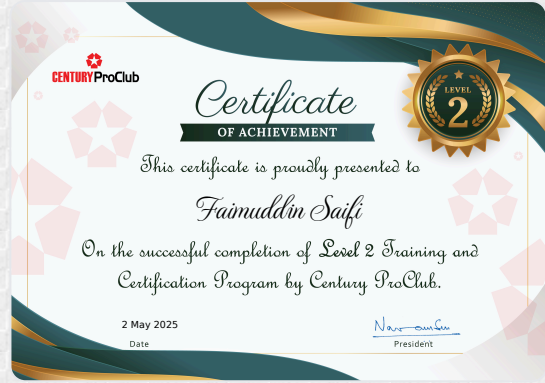 CENTURY ProClub
Certificate
OF ACHIEVEMENT
LEVEL
2
This certificate is proudly presented to
Faimuddin Saifi
On the successful completion of Level 2 Training and
Certification Program by Century ProClub.
2 May 2025
Date
President